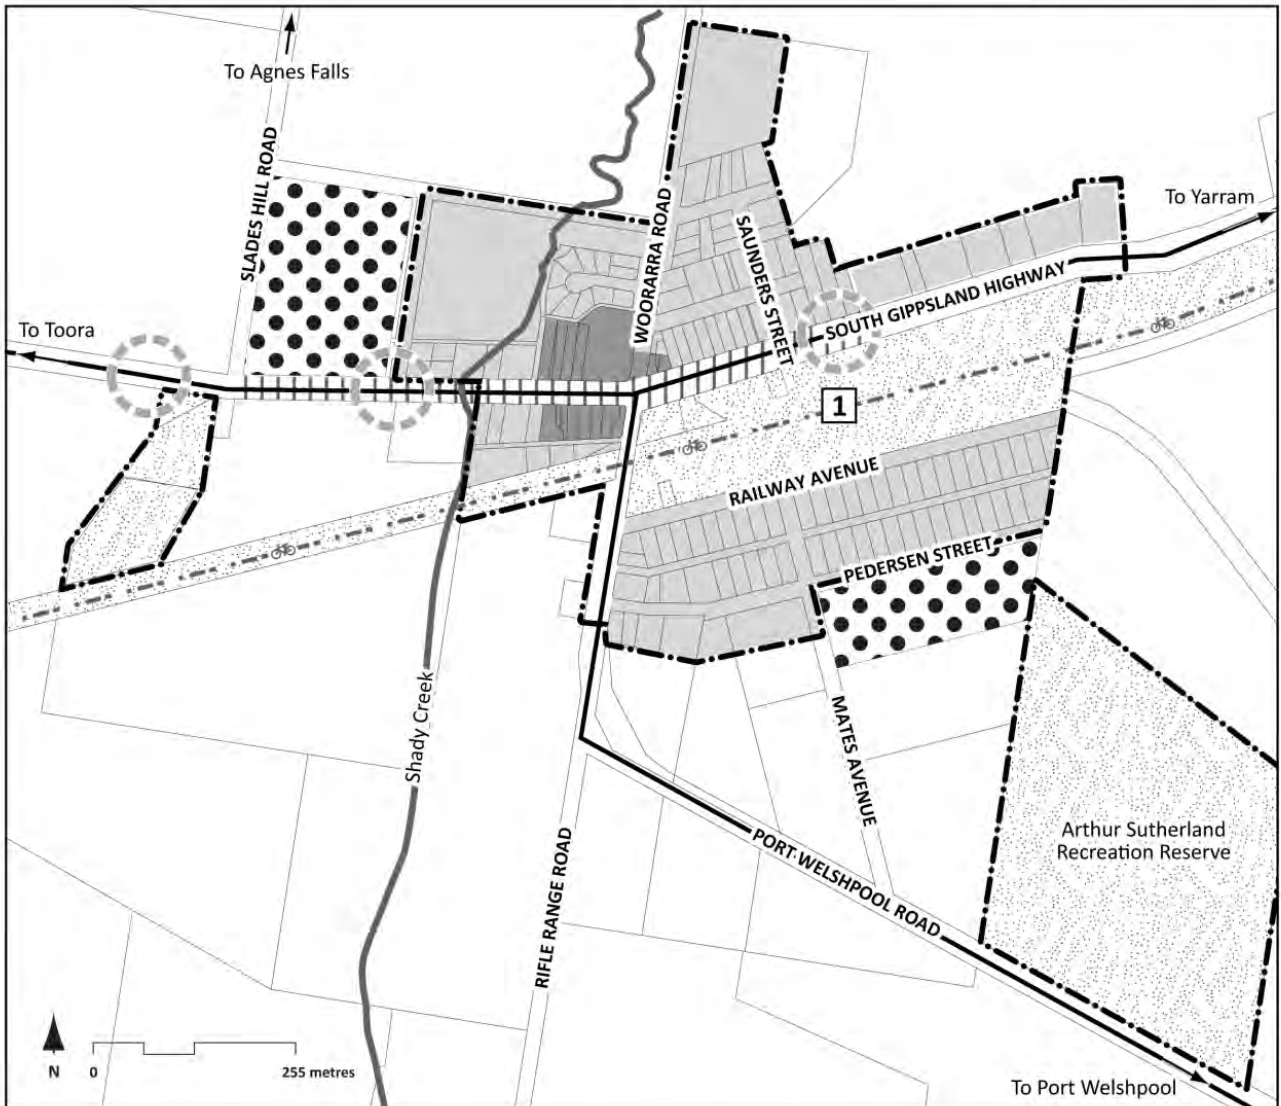 To Agnes Falls
SLADES HILL ROAD
WOORARRA ROAD
SAUNDERS STREET
To Yarram
SOUTH GIPPSLAND HIGHWAY
To Toora
1
RAILWAY AVENUE
PEDERSEN STREET
Shady Creek
MATES AVENUE
Arthur Sutherland
Recreation Reserve
PORT WELSHPOOL ROAD
RIFLE RANGE ROAD
N
0
255 metres
To Port Welshpool